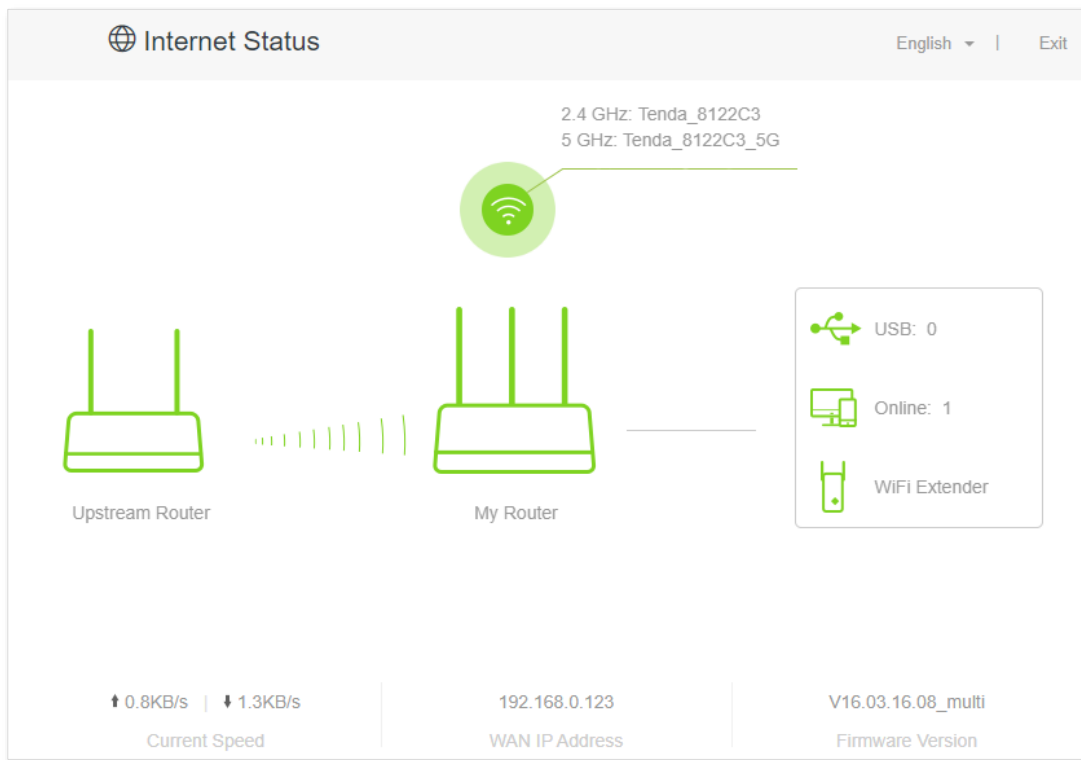 Internet Status
English | Exit
2.4 GHz: Tenda_8122C3
5 GHz: Tenda_8122C3_5G
USB: 0
Online: 1
WiFi Extender
Upstream Router
My Router
0.8KB/s | 1.3KB/s
192.168.0.123
V16.03.16.08_multi
Current Speed
WAN IP Address
Firmware Version